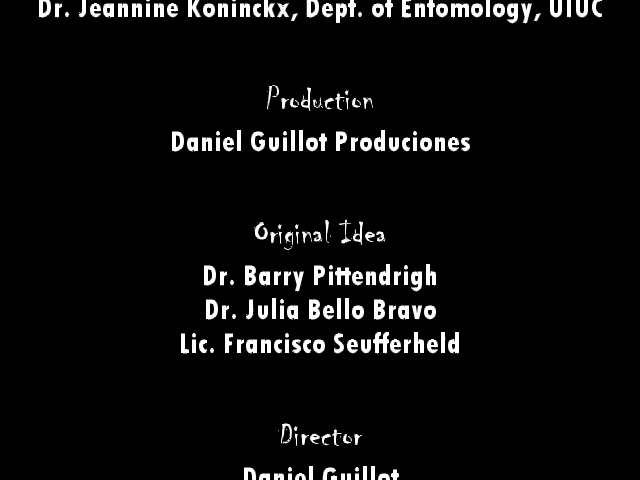 Dr. Jeannine Koninckx, Dept. of Entomology, UIUC
Production
Daniel Guillot Produciones
Original Idea
Dr. Barry Pittendrigh
Dr. Julia Bello Bravo
Lic. Francisco Seufferheld
Director
Daniel Guillot